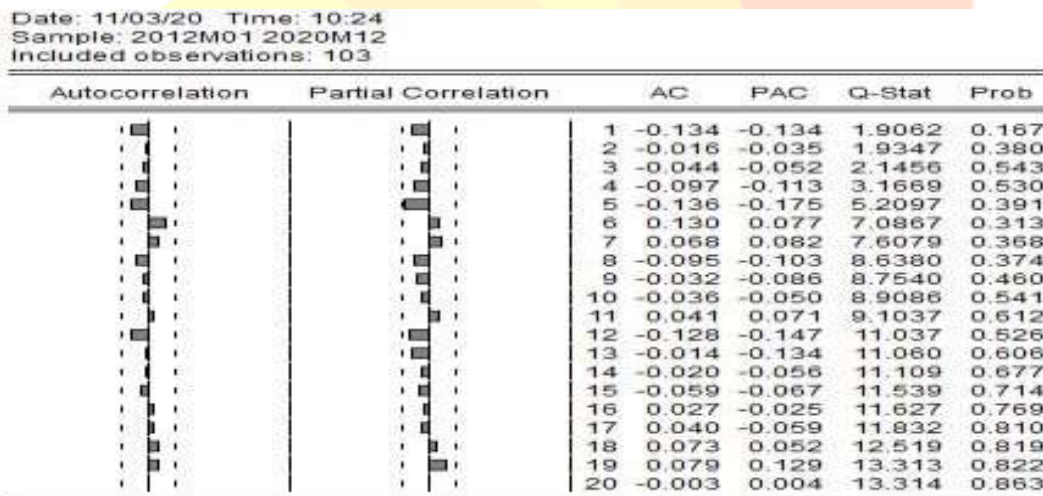 Date: 11/03/20 Time: 10:24
Sample: 2012M01 2020M12
Included observations: 103
Autocorrelation Partial Correlation AC PAC Q-Stat Prob
1 -0.134 -0.134 1.9062 0.167
2 -0.016 -0.035 1.9347 0.380
3 -0.044 -0.052 2.1456 0.543
4 -0.097 -0.113 3.1669 0.530
5 -0.136 -0.175 5.2097 0.391
6 0.130 0.077 7.0867 0.313
7 0.068 0.082 7.6079 0.368
8 -0.095 -0.103 8.6380 0.374
9 -0.032 -0.086 8.7540 0.460
10 -0.036 -0.050 8.9086 0.541
11 0.041 0.071 9.1037 0.612
12 -0.128 -0.147 11.037 0.526
13 -0.014 -0.134 11.060 0.606
14 -0.020 -0.056 11.109 0.677
15 -0.059 -0.067 11.539 0.714
16 0.027 -0.025 11.627 0.769
17 0.040 -0.059 11.832 0.810
18 0.073 0.052 12.519 0.819
19 0.079 0.129 13.313 0.822
20 -0.003 0.004 13.314 0.863